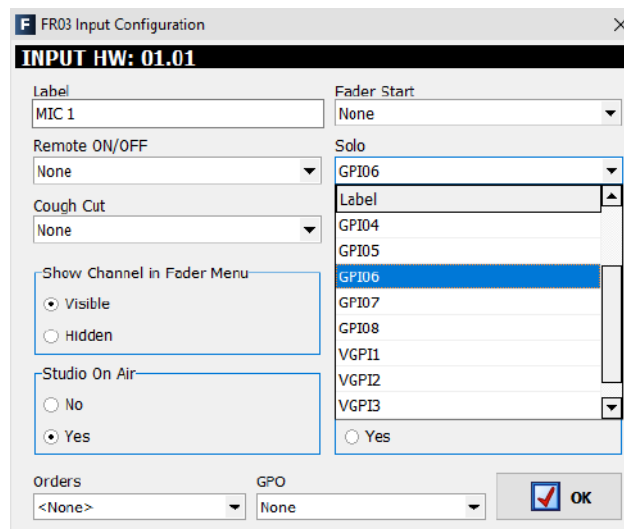 F FR03 Input Configuration
INPUT HW: 01.01
Label
MIC 1
Fader Start
None
Remote ON/OFF
None
Solo
GPI06
Label
GPI04
GPI05
GPI06
GPI07
GPI08
VGPI1
VGPI2
VGPI3
Cough Cut
None
Show Channel in Fader Menu
Visible
Hidden
Studio On Air
No
Yes
Yes
Orders
<None>
GPO
None
OK